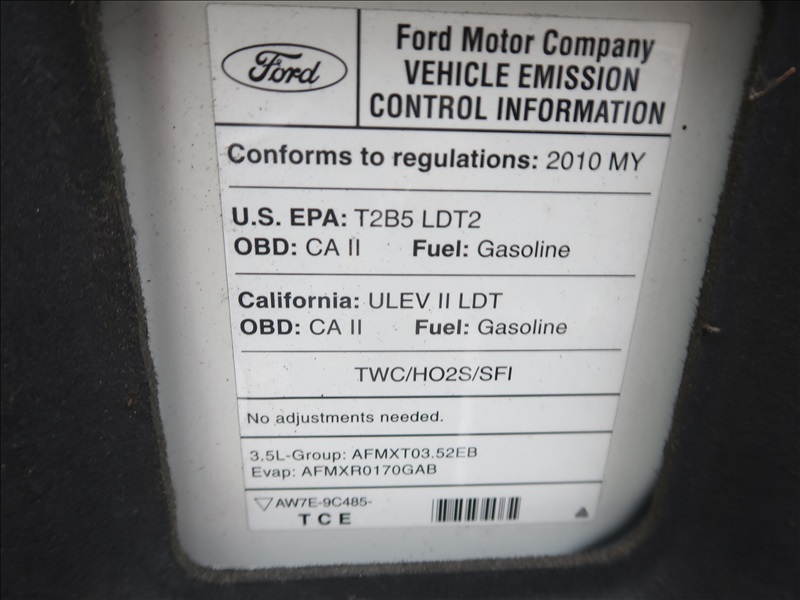 Ford
Ford Motor Company
VEHICLE EMISSION
CONTROL INFORMATION
Conforms to regulations: 2010 MY
U.S. EPA: T2B5 LDT2
OBD: CA II Fuel: Gasoline
California: ULEV II LDT
OBD: CA II Fuel: Gasoline
TWC/HO2S/SFI
No adjustments needed.
3.5L-Group: AFMXT03.52EB
Evap: AFMXR0170GAB
AW7E-9C485-
TCE